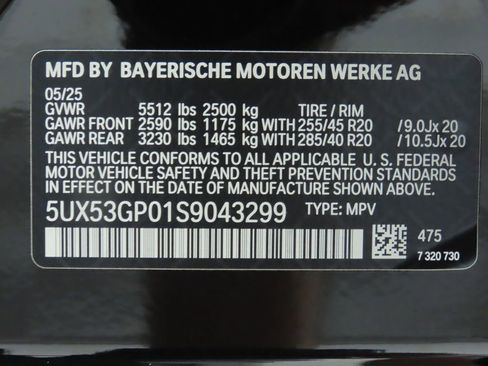 MFD BY BAYERISCHE MOTOREN WERKE AG
05/25
GVWR 5512 lbs 2500 kg TIRE / RIM
GAWR FRONT 2590 lbs 1175 kg WITH 255/45 R20 /9.0Jx 20
GAWR REAR 3230 lbs 1465 kg WITH 285/40 R20 /10.5Jx 20
THIS VEHICLE CONFORMS TO ALL APPLICABLE U. S. FEDERAL
MOTOR VEHICLE SAFETY AND THEFT PREVENTION STANDARDS
IN EFFECT ON THE DATE OF MANUFACTURE SHOWN ABOVE.
5UX53GP01S9043299 TYPE: MPV
475
7 320 730